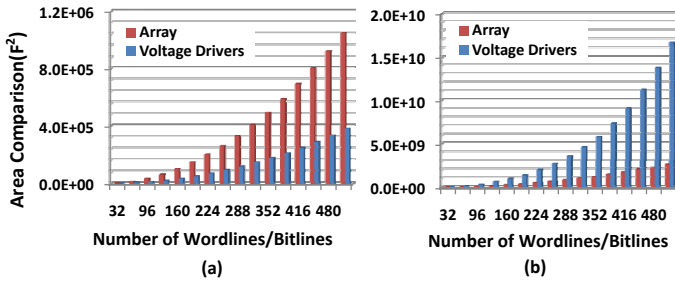 Area Comparison(F²)
1.2E+06
8.0E+05
4.0E+05
0.0E+00
Array
Voltage Drivers
32 96 160 224 288 352 416 480
Number of Wordlines/Bitlines
(a)
2.0E+10
1.5E+10
1.0E+10
5.0E+09
0.0E+00
Array
Voltage Drivers
32 96 160 224 288 352 416 480
Number of Wordlines/Bitlines
(b)